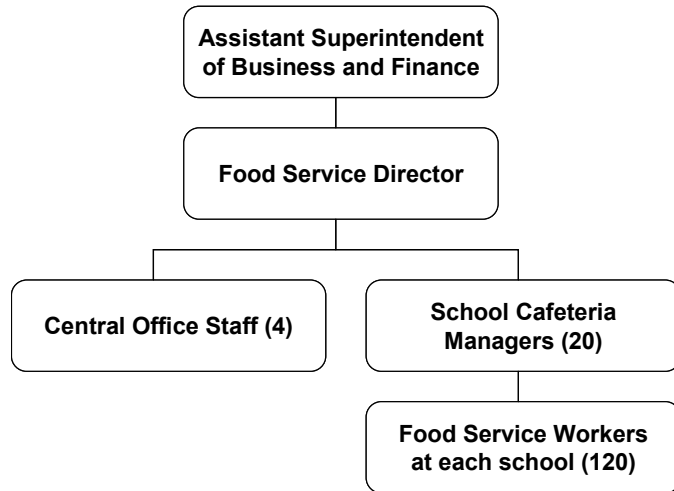 Assistant Superintendent
of Business and Finance
Food Service Director
Central Office Staff (4)
School Cafeteria
Managers (20)
Food Service Workers
at each school (120)